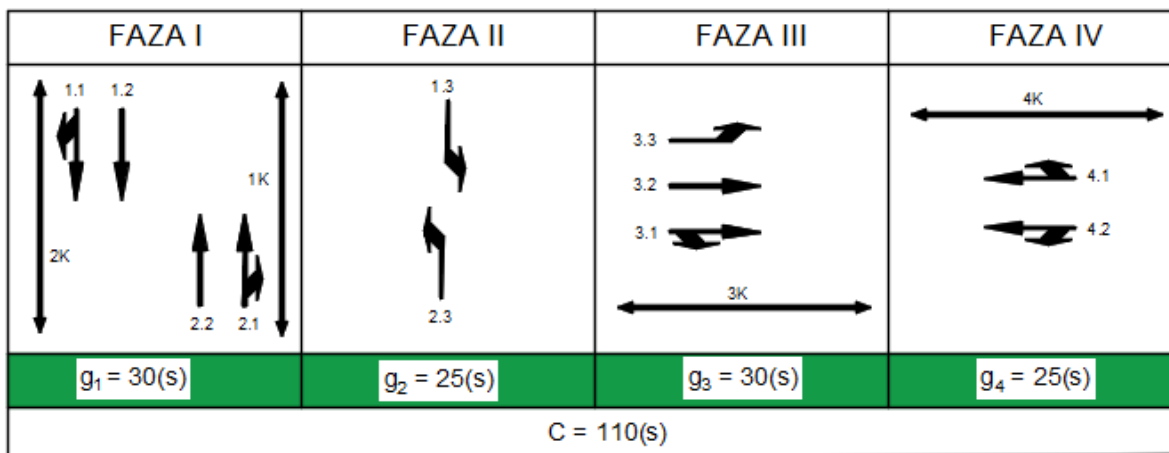 FAZA I FAZA II FAZA III FAZA IV
1.1 1.2
2K
1K
2.2 2.1
1.3
2.3
3.3
3.2
3.1
3K
4K
4.1
4.2
g₁ = 30(s) g₂ = 25(s) g₃ = 30(s) g₄ = 25(s)
C = 110(s)